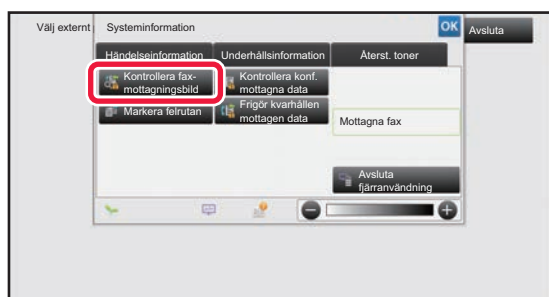 Välj externt
Systeminformation
OK
Avsluta
Händelseinformation
Underhållsinformation
Återst. toner
Kontrollera fax-
mottagningsbild
Kontrollera konf.
mottagna data
Markera felrutan
Frigör kvarhållen
mottagen data
Mottagna fax
Avsluta
fjärranvändning